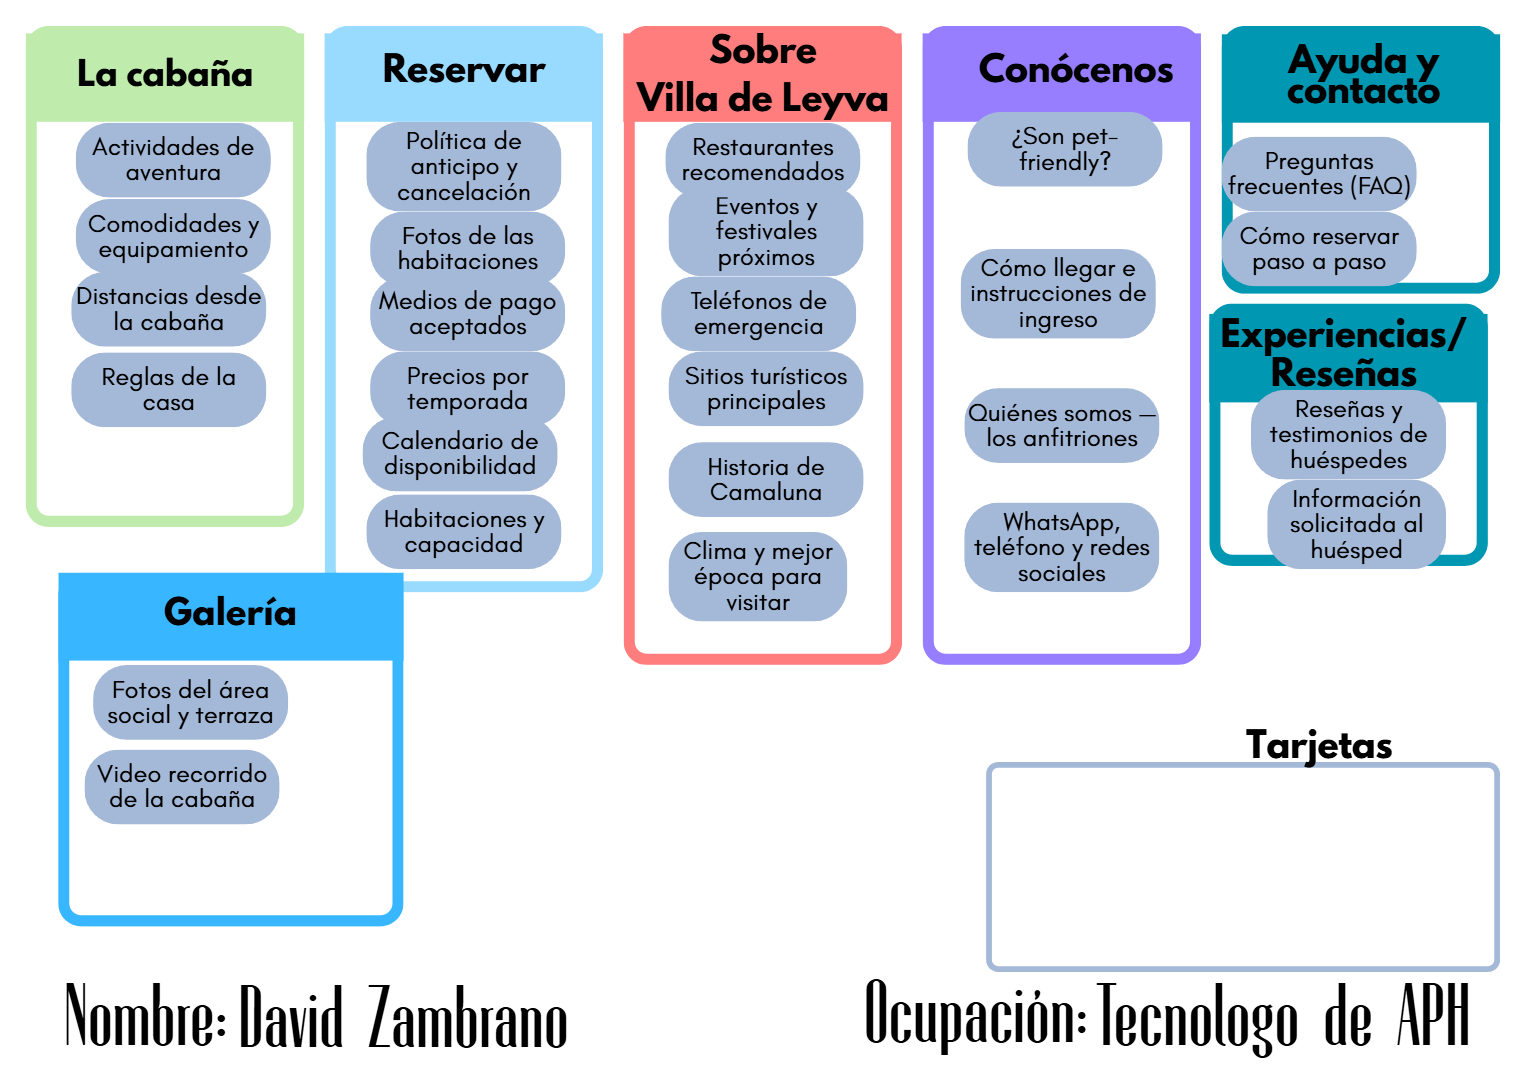 La cabaña
Actividades de
aventura
Comodidades y
equipamiento
Distancias desde
la cabaña
Reglas de la
casa
Reservar
Política de
anticipo y
cancelación
Fotos de las
habitaciones
Medios de pago
aceptados
Precios por
temporada
Calendario de
disponibilidad
Habitaciones y
capacidad
Sobre
Villa de Leyva
Restaurantes
recomendados
Eventos y
festivales
próximos
Teléfonos de
emergencia
Sitios turísticos
principales
Historia de
Camaluna
Clima y mejor
época para
visitar
Conócenos
¿Son pet-
friendly?
Cómo llegar e
instrucciones de
ingreso
Quiénes somos —
los anfitriones
WhatsApp,
teléfono y redes
sociales
Ayuda y
contacto
Preguntas
frecuentes (FAQ)
Cómo reservar
paso a paso
Experiencias/
Reseñas
Reseñas y
testimonios de
huéspedes
Información
solicitada al
huésped
Galería
Fotos del área
social y terraza
Video recorrido
de la cabaña
Tarjetas
Nombre: David Zambrano
Ocupación: Tecnologo de APH